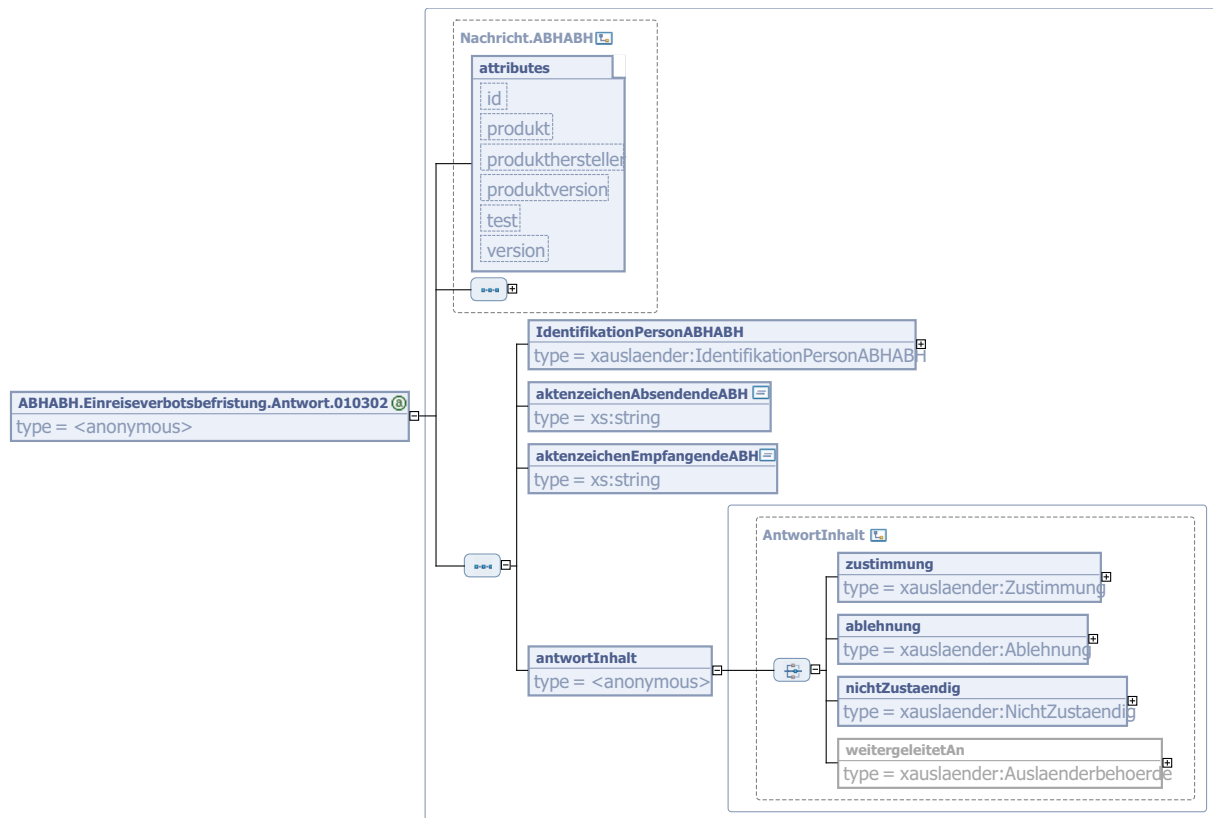 Nachricht.ABHABH
attributes
id
produkt
produkthersteller
produktversion
test
version
IdentifikationPersonABHABH
type = xauslaender:IdentifikationPersonABHABH
ABHABH.Einreiseverbotsbefristung.Antwort.010302
type = <anonymous>
aktenzeichenAbsendendeABH
type = xs:string
aktenzeichenEmpfangendeABH
type = xs:string
AntwortInhalt
zustimmung
type = xauslaender:Zustimmung
ablehnung
type = xauslaender:Ablehnung
antwortInhalt
type = <anonymous>
nichtZustaendig
type = xauslaender:NichtZustaendig
weitergeleitetAn
type = xauslaender:Auslaenderbehoerde